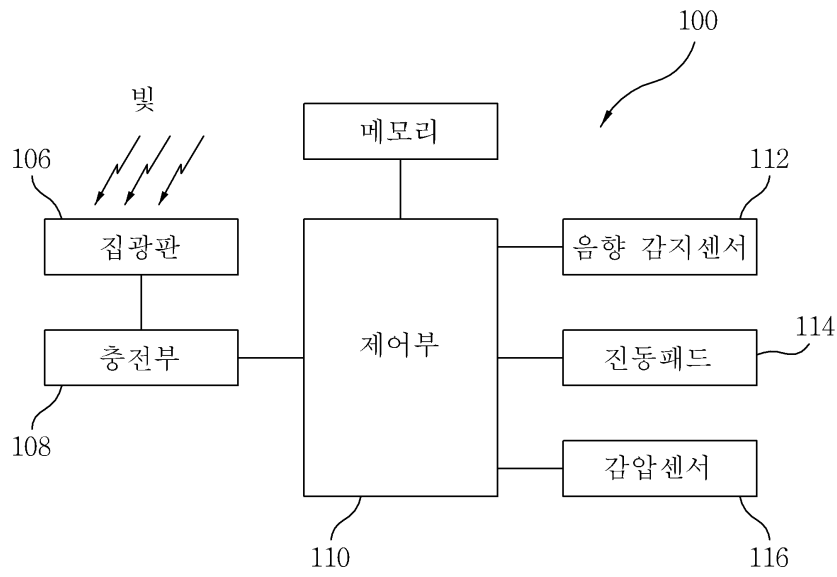 100
빛
메모리
106
112
집광판
음향 감지센서
제어부
114
충전부
진동패드
108
감압센서
110
116